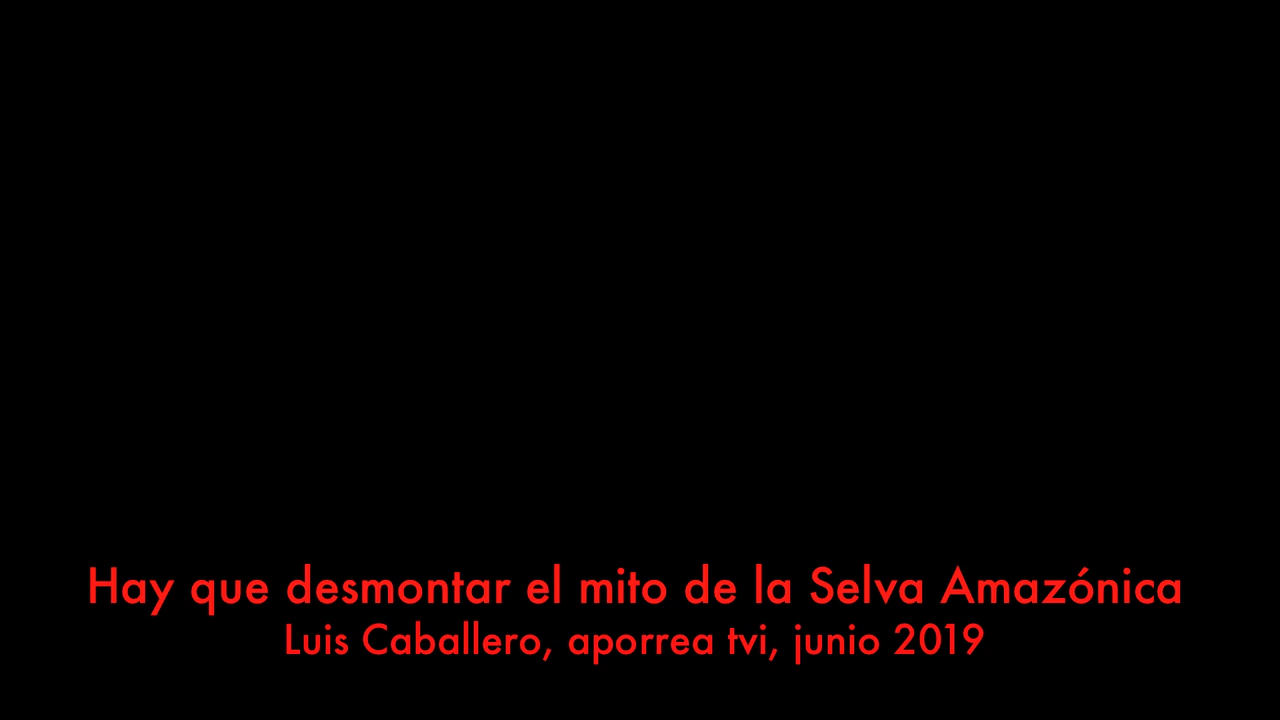 Hay que desmontar el mito de la Selva Amazónica
Luis Caballero, aporrea tvi, junio 2019